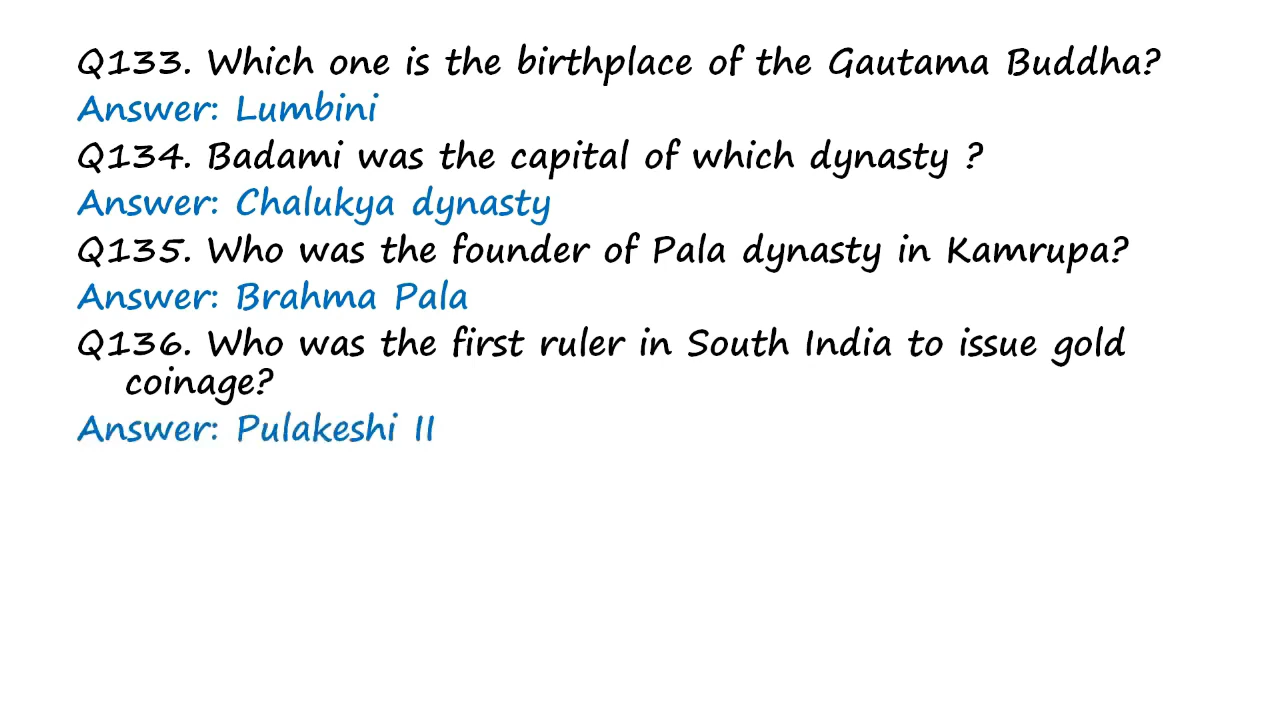 Q133. Which one is the birthplace of the Gautama Buddha?
Answer: Lumbini
Q134. Badami was the capital of which dynasty ?
Answer: Chalukya dynasty
Q135. Who was the founder of Pala dynasty in Kamrupa?
Answer: Brahma Pala
Q136. Who was the first ruler in South India to issue gold
coinage?
Answer: Pulakeshi II